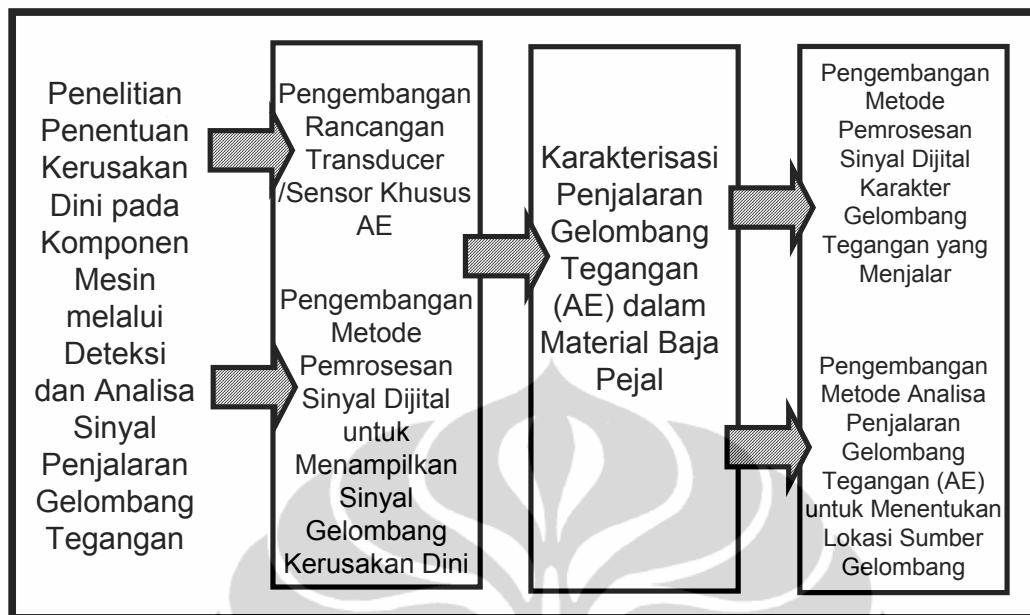 Penelitian
Penentuan
Kerusakan
Dini pada
Komponen
Mesin
melalui
Deteksi
dan Analisa
Sinyal
Penjalaran
Gelombang
Tegangan
Pengembangan
Rancangan
Transducer
/Sensor Khusus
AE
Pengembangan
Metode
Pemrosesan
Sinyal Dijital
untuk
Menampilkan
Sinyal
Gelombang
Kerusakan Dini
Karakterisasi
Penjalaran
Gelombang
Tegangan
(AE) dalam
Material Baja
Pejal
Pengembangan
Metode
Pemrosesan
Sinyal Dijital
Karakter
Gelombang
Tegangan yang
Menjalar
Pengembangan
Metode Analisa
Penjalaran
Gelombang
Tegangan (AE)
untuk Menentukan
Lokasi Sumber
Gelombang